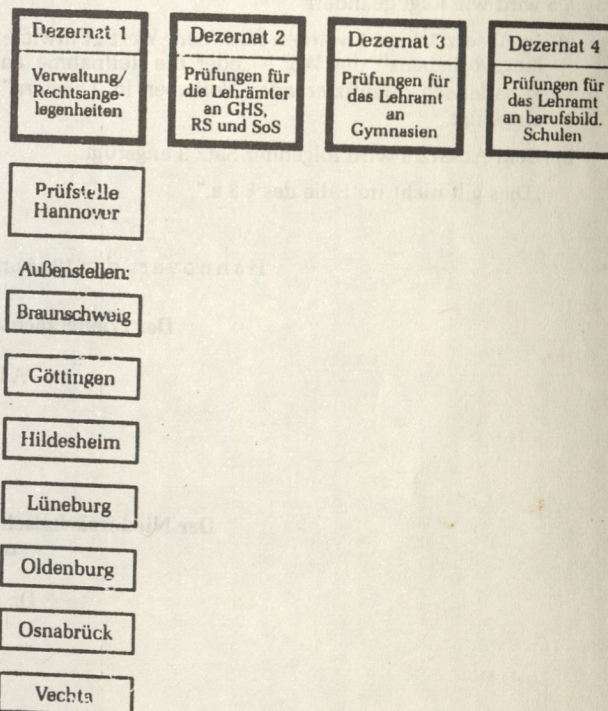 Dezernat 1
Verwaltung/
Rechtsange-
legenheiten
Dezernat 2
Prüfungen für
die Lehrämter
an GHS,
RS und SoS
Dezernat 3
Prüfungen für
das Lehramt
an
Gymnasien
Dezernat 4
Prüfungen für
das Lehramt
an berufsbild.
Schulen
Prüfstelle
Hannover
Außenstellen:
Braunschweig
Göttingen
Hildesheim
Lüneburg
Oldenburg
Osnabrück
Vechta